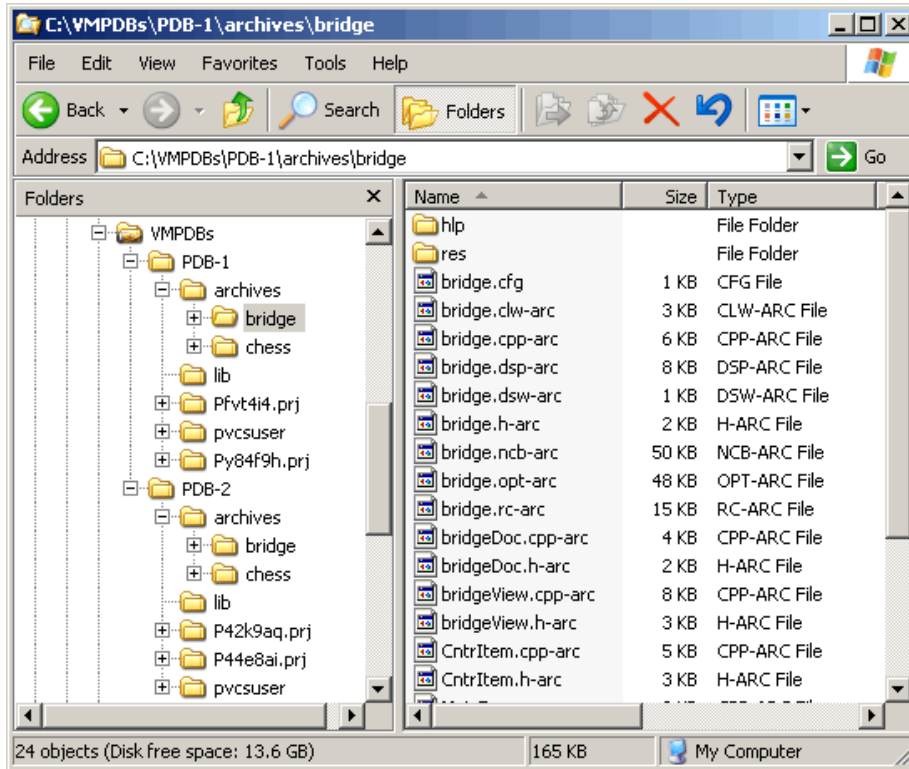 C:\VMPDBs\PDB-1\archives\bridge
File Edit View Favorites Tools Help
Back Search Folders
Address C:\VMPDBs\PDB-1\archives\bridge Go
Folders
VMPDBs
PDB-1
archives
bridge
chess
lib
Pfvt4i4.prj
pvcsuser
Py84f9h.prj
PDB-2
archives
bridge
chess
lib
P42k9aq.prj
P44e8ai.prj
pvcsuser
Name Size Type
hlp File Folder
res File Folder
bridge.cfg 1 KB CFG File
bridge.clw-arc 3 KB CLW-ARC File
bridge.cpp-arc 6 KB CPP-ARC File
bridge.dsp-arc 8 KB DSP-ARC File
bridge.dsw-arc 1 KB DSW-ARC File
bridge.h-arc 2 KB H-ARC File
bridge.ncb-arc 50 KB NCB-ARC File
bridge.opt-arc 48 KB OPT-ARC File
bridge.rc-arc 15 KB RC-ARC File
bridgeDoc.cpp-arc 4 KB CPP-ARC File
bridgeDoc.h-arc 2 KB H-ARC File
bridgeView.cpp-arc 8 KB CPP-ARC File
bridgeView.h-arc 3 KB H-ARC File
CntrItem.cpp-arc 5 KB CPP-ARC File
CntrItem.h-arc 3 KB H-ARC File
24 objects (Disk free space: 13.6 GB) 165 KB My Computer